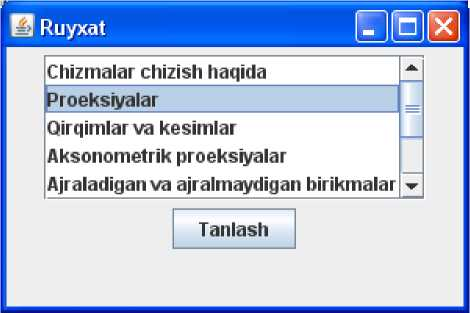 Ruyxat
Chizmalar chizish haqida
Proeksiyalar
Qirqimlar va kesimlar
Aksonometrik proeksiyalar
Ajraladigan va ajralmaydigan birikmalar
Tanlash